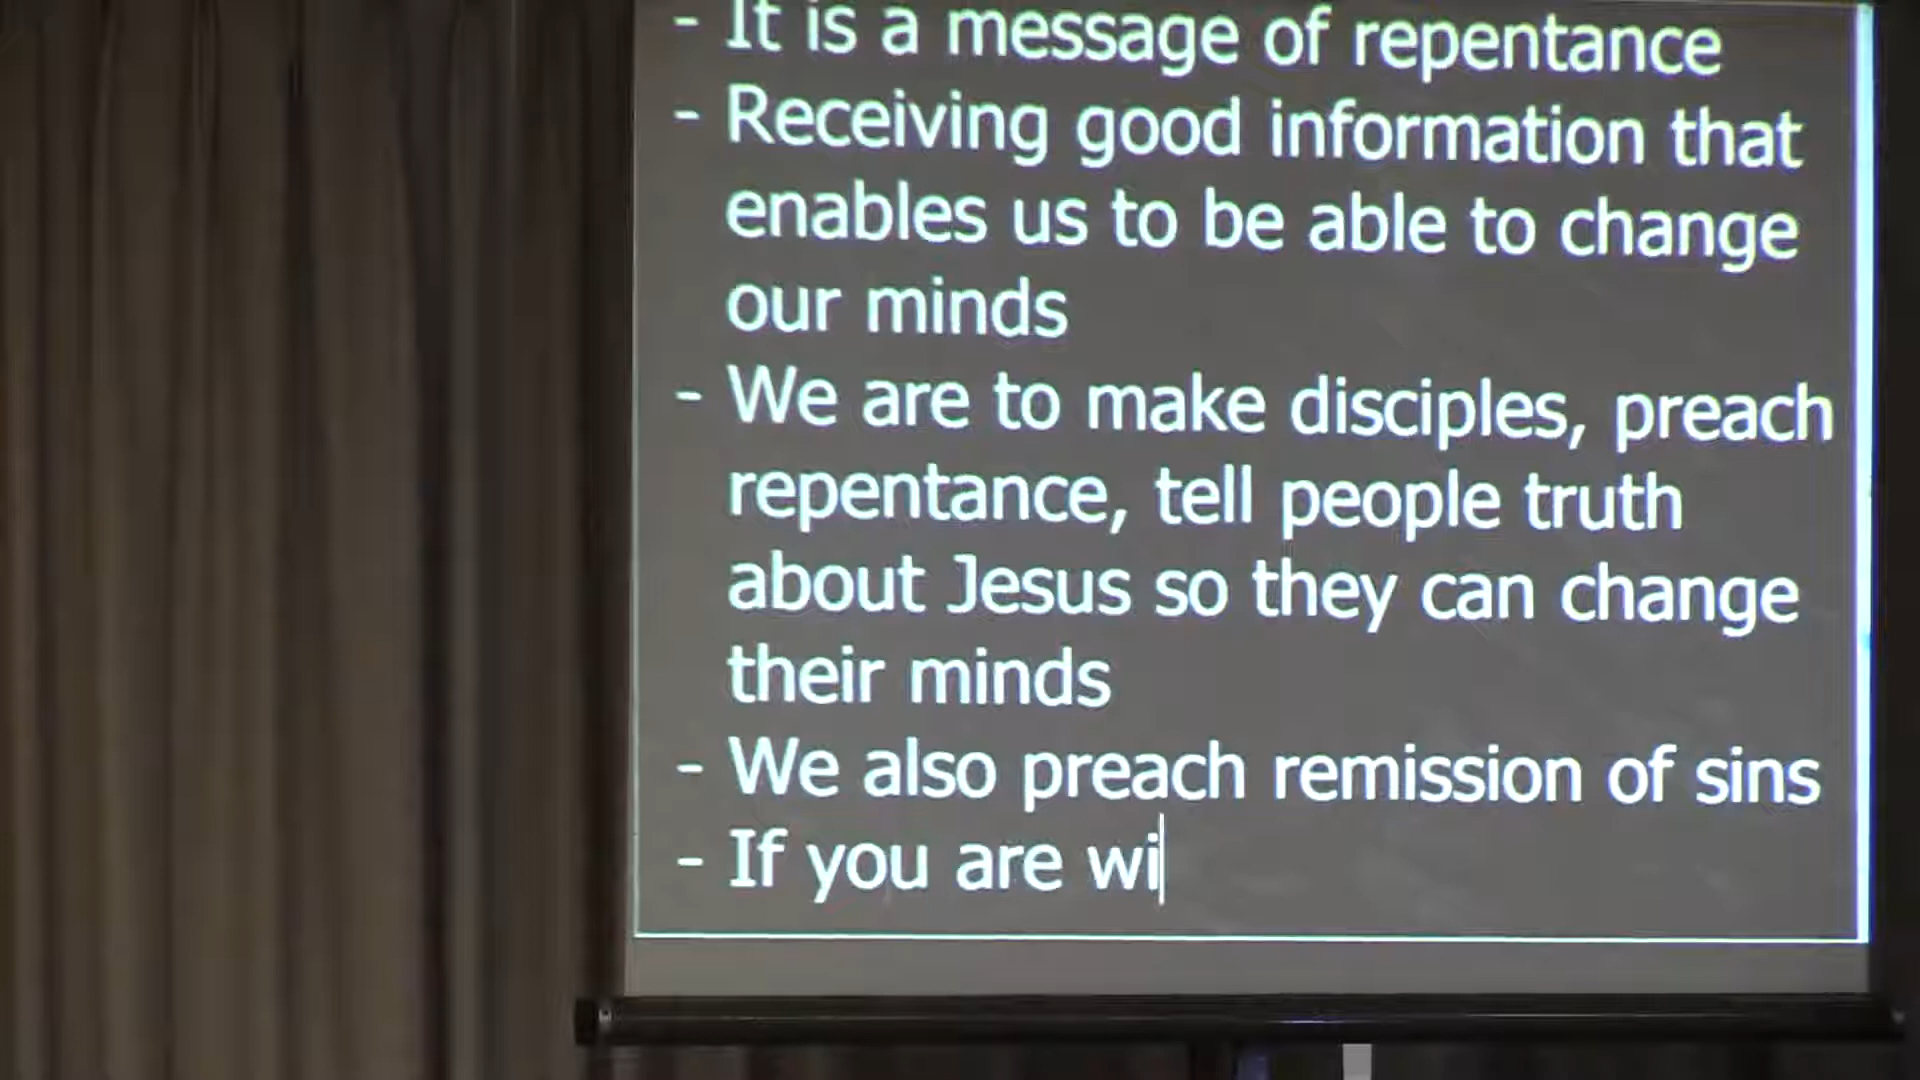 - It is a message of repentance
- Receiving good information that
enables us to be able to change
our minds
- We are to make disciples, preach
repentance, tell people truth
about Jesus so they can change
their minds
- We also preach remission of sins
- If you are wi